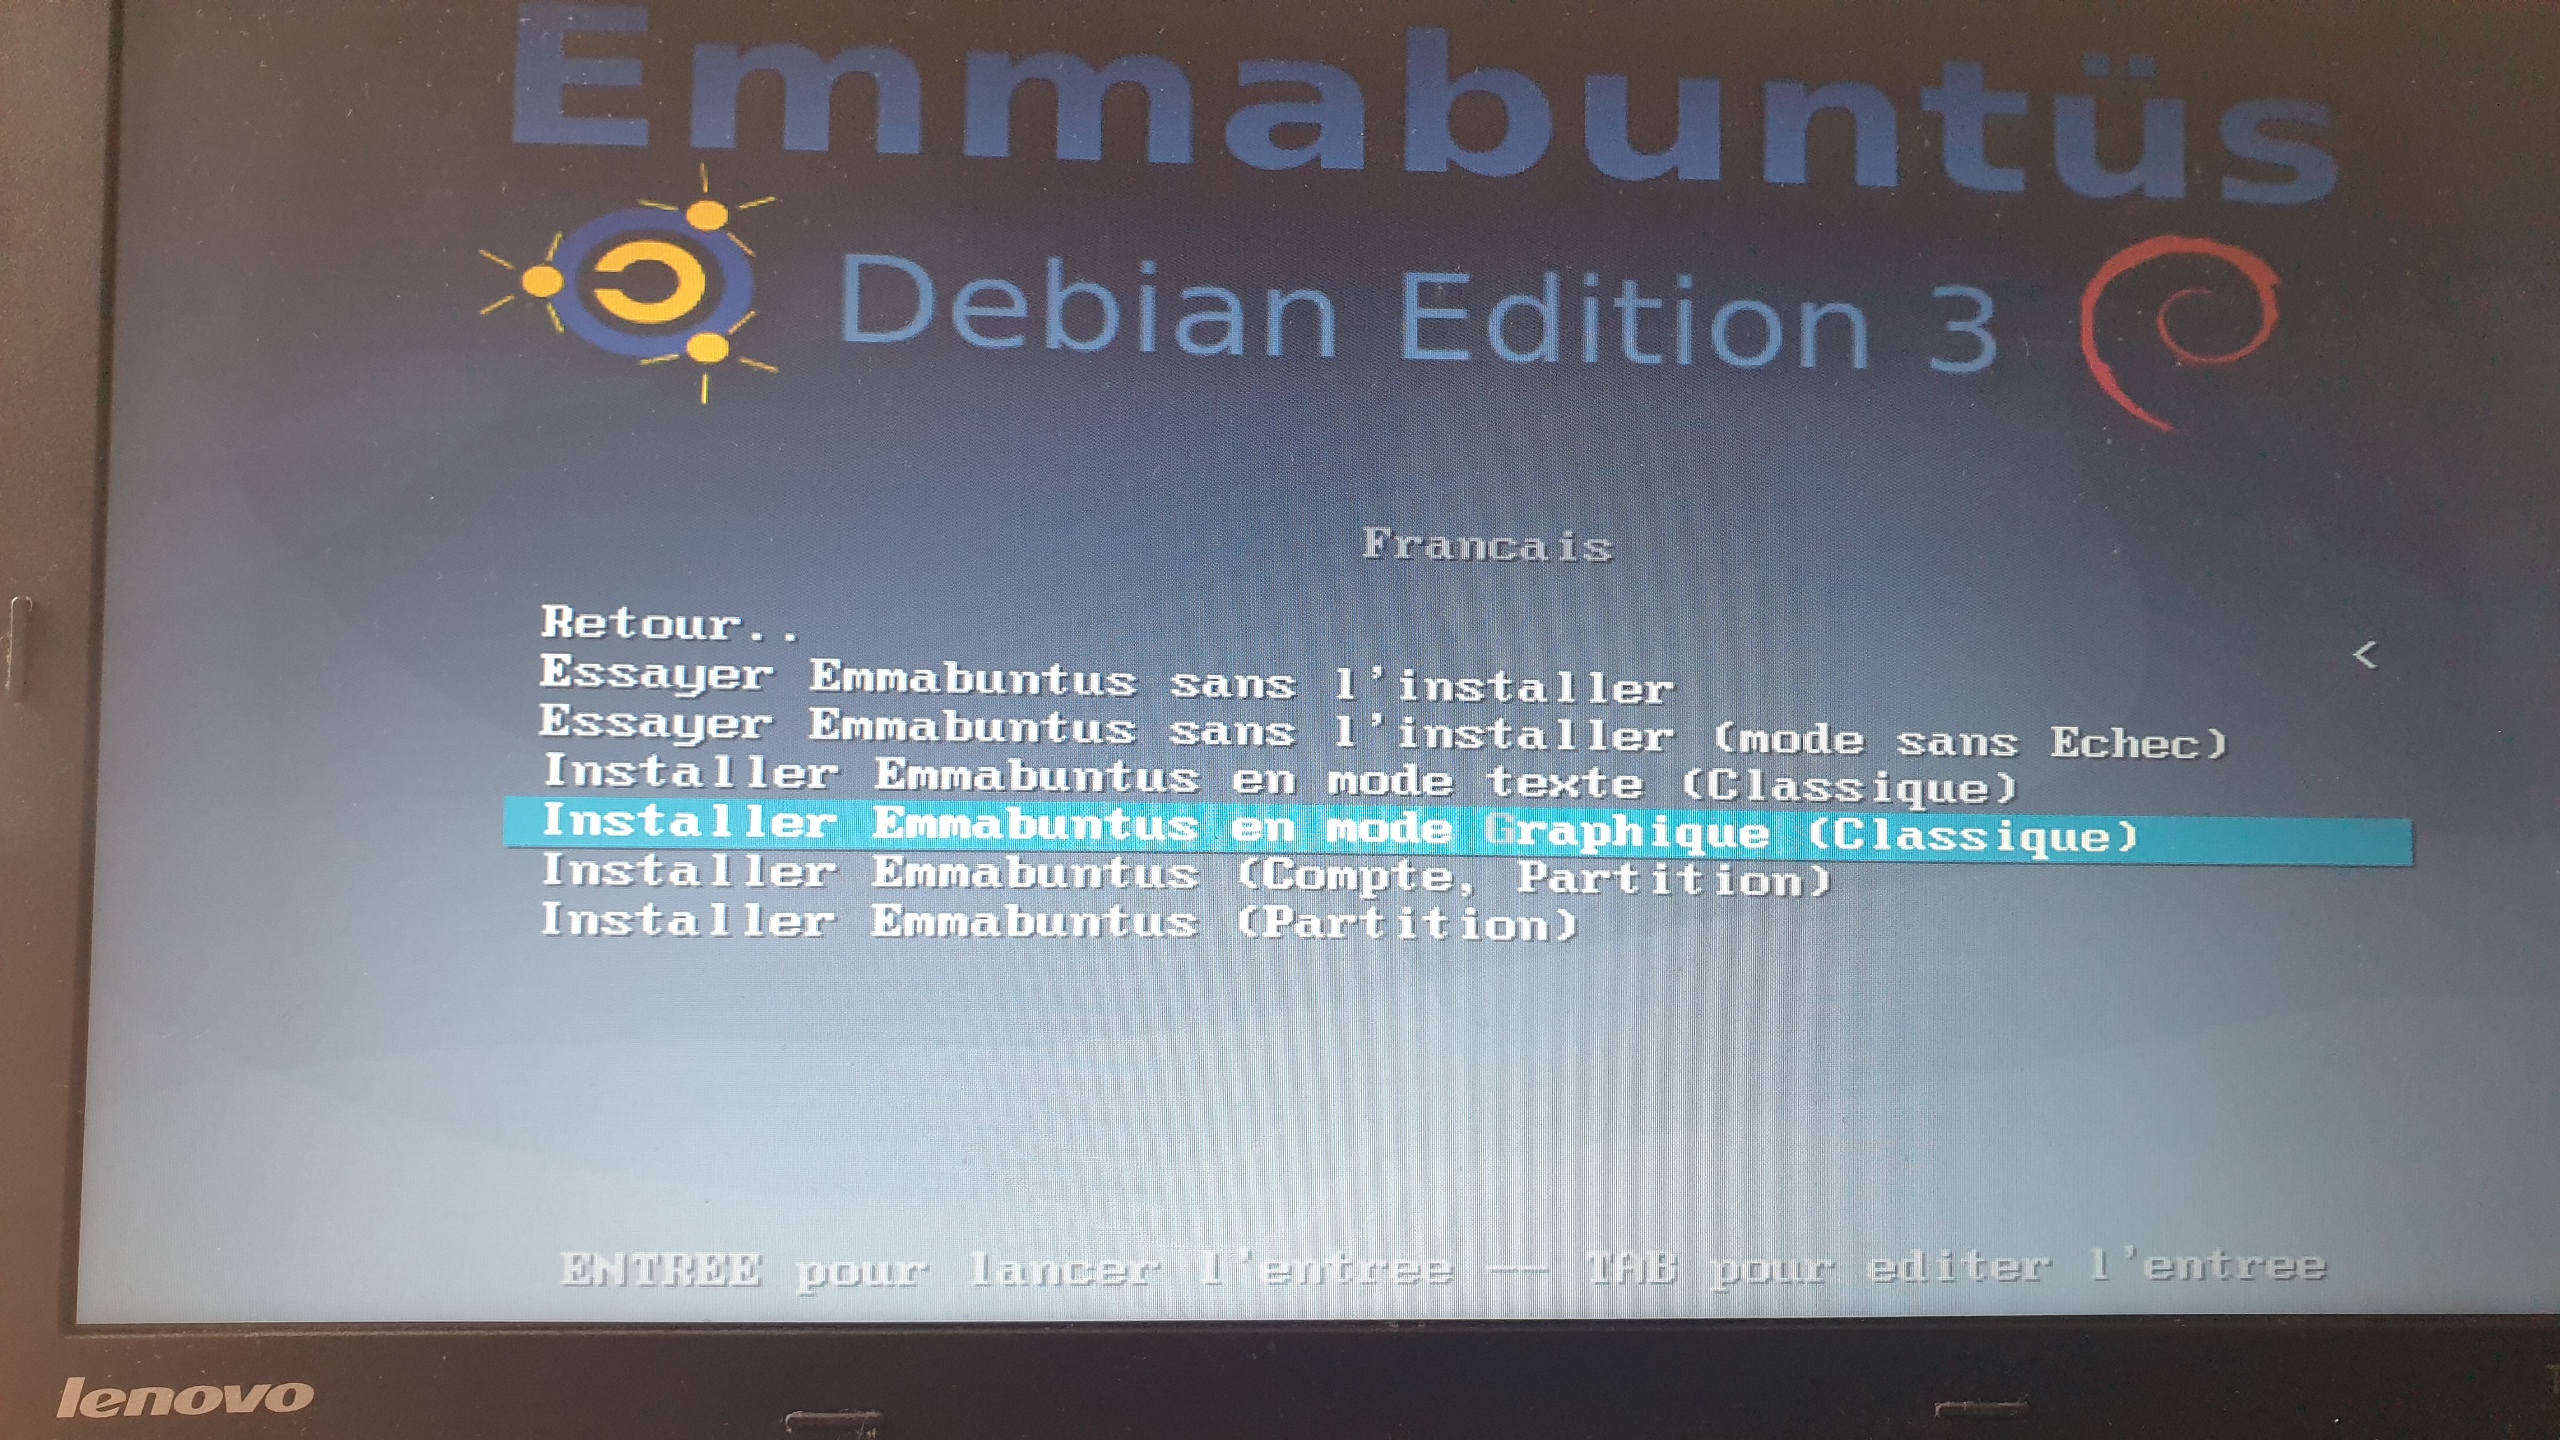 Emmabuntüs
Debian Edition 3
Francais
Retour..
<
Essayer Emmabuntus sans l'installer
Essayer Emmabuntus sans l'installer (mode sans Echec)
Installer Emmabuntus en mode texte (Classique)
Installer Emmabuntus en mode Graphique (Classique)
Installer Emmabuntus (Compte, Partition)
Installer Emmabuntus (Partition)
ENTREE pour lancer l'entree -- TAB pour editer l'entree
lenovo